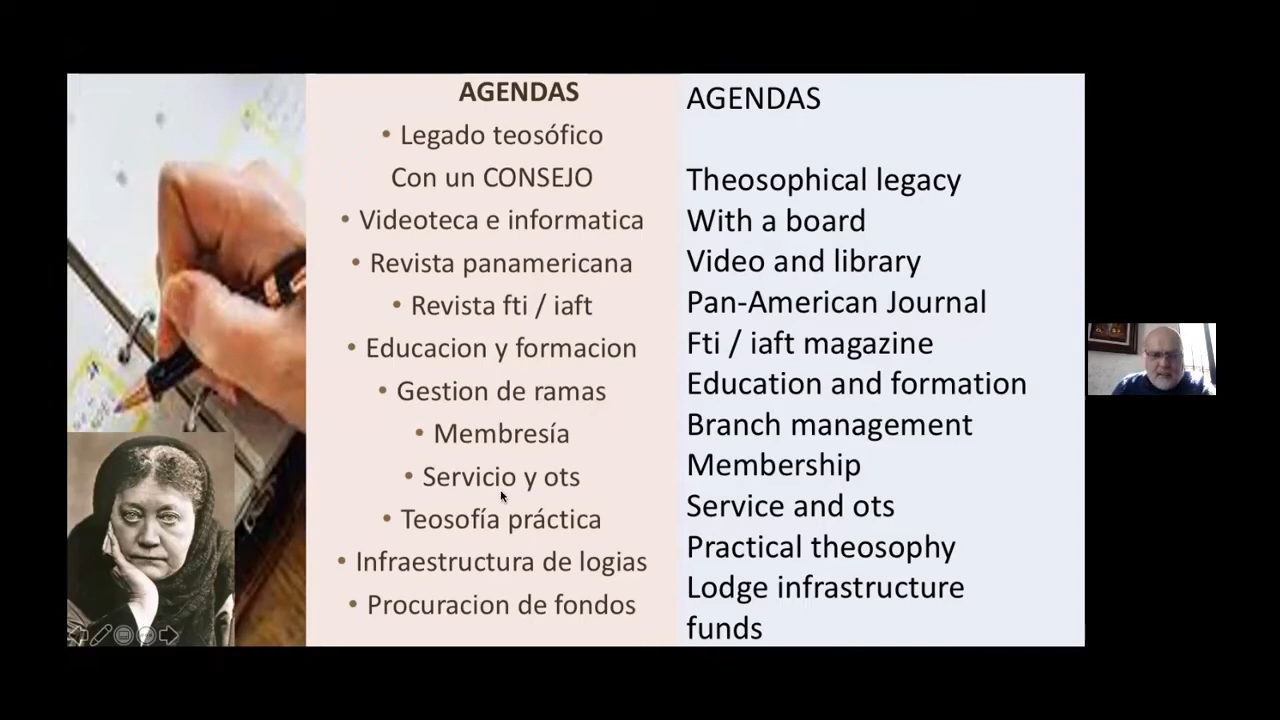 AGENDAS
• Legado teosófico
Con un CONSEJO
• Videoteca e informatica
• Revista panamericana
• Revista fti / iaft
• Educacion y formacion
• Gestion de ramas
• Membresía
• Servicio y ots
• Teosofía práctica
• Infraestructura de logias
• Procuracion de fondos
AGENDAS
Theosophical legacy
With a board
Video and library
Pan-American Journal
Fti / iaft magazine
Education and formation
Branch management
Membership
Service and ots
Practical theosophy
Lodge infrastructure
funds